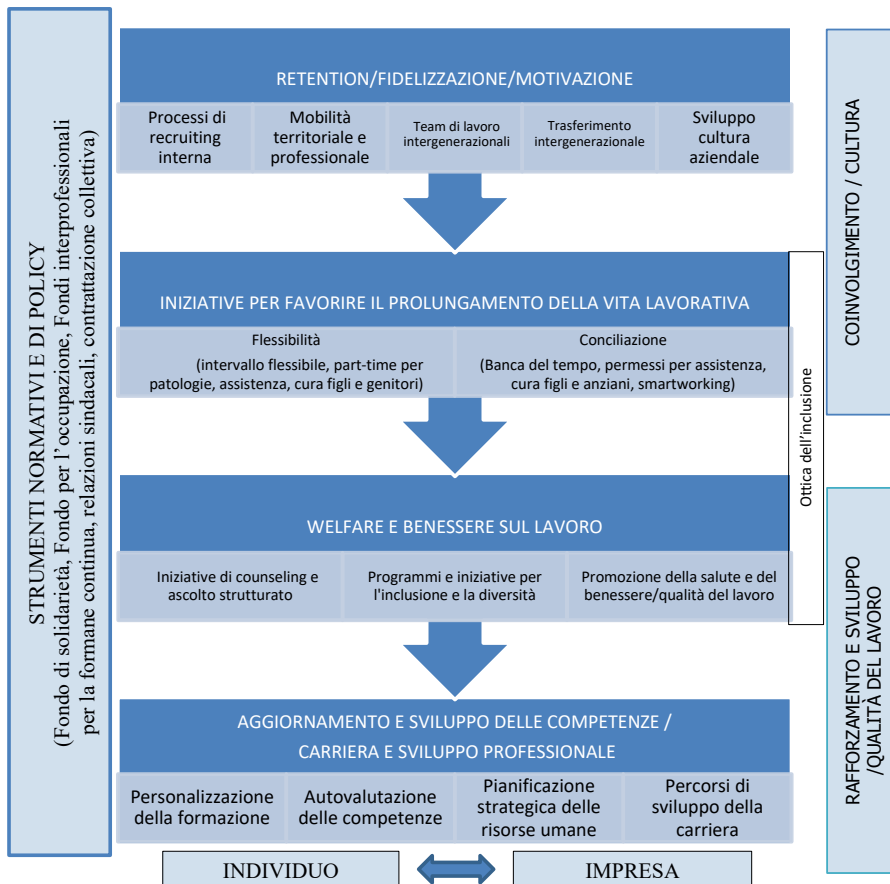 STRUMENTI NORMATIVI E DI POLICY
(Fondo di solidarietà, Fondo per l'occupazione, Fondi interprofessionali
per la formane continua, relazioni sindacali, contrattazione collettiva)
RETENTION/FIDELIZZAZIONE/MOTIVAZIONE
Processi di
recruiting
interna
Mobilità
territoriale e
professionale
Team di lavoro
intergenerazionali
Trasferimento
intergenerazionale
Sviluppo
cultura
aziendale
INIZIATIVE PER FAVORIRE IL PROLUNGAMENTO DELLA VITA LAVORATIVA
Flessibilità
(intervallo flessibile, part-time per
patologie, assistenza, cura figli e genitori)
Conciliazione
(Banca del tempo, permessi per assistenza,
cura figli e anziani, smartworking)
WELFARE E BENESSERE SUL LAVORO
Iniziative di counseling e
ascolto strutturato
Programmi e iniziative per
l'inclusione e la diversità
Promozione della salute e del
benessere/qualità del lavoro
AGGIORNAMENTO E SVILUPPO DELLE COMPETENZE /
CARRIERA E SVILUPPO PROFESSIONALE
Personalizzazione
della formazione
Autovalutazione
delle competenze
Pianificazione
strategica delle
risorse umane
Percorsi di
sviluppo della
carriera
INDIVIDUO
IMPRESA
Ottica dell'inclusione
COINVOLGIMENTO / CULTURA
RAFFORZAMENTO E SVILUPPO
/QUALITÀ DEL LAVORO